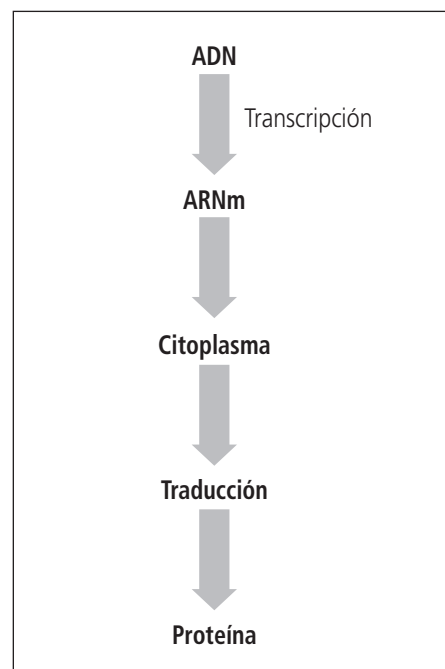 ADN
Transcripción
ARNm
Citoplasma
Traducción
Proteína